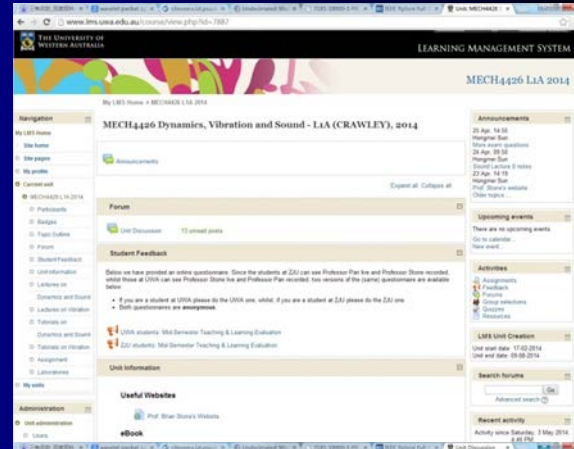 www.lms.uwa.edu.au/course/view.php?id=7887
THE UNIVERSITY OF
WESTERN AUSTRALIA
LEARNING MANAGEMENT SYSTEM
MECH4426 L1A 2014
My LMS Home
MECH4426 L1A 2014
Navigation
My LMS Home
Site home
Site pages
My profile
Current unit
MECH4426 L1A 2014
Participants
Badges
Topic Outline
Forum
Student Feedback
Unit Information
Lectures on
Dynamics and Sound
Lectures on Vibration
Tutorials on
Dynamics and Sound
Tutorials on Vibration
Assignment
Laboratories
My units
Administration
Unit administration
Users
MECH4426 Dynamics, Vibration and Sound - L1A (CRAWLEY), 2014
Announcements
Expand all Collapse all
Forum
Unit Discussion 13 unread posts
Student Feedback
Below we have provided an online questionnaire. Since the students at ZJU can see Professor Pan live and Professor Stone recorded,
whilst those at UWA can see Professor Stone live and Professor Pan recorded, two versions of the (same) questionnaire are available
below
If you are a student at UWA please do the UWA one, whilst, if you are a student at ZJU please do the ZJU one.
Both questionnaires are anonymous.
UWA students: Mid-Semester Teaching & Learning Evaluation
ZJU students: Mid-Semester Teaching & Learning Evaluation
Unit Information
Useful Websites
Prof. Brian Stone's Website
eBook
Announcements
Hongmei Sun
More exam questions
Hongmei Sun
Sound Lecture 8 notes
23 Apr, 14:19
Hongmei Sun
Prof. Stone's website
Older topics ...
Upcoming events
There are no upcoming events
Go to calendar...
New event...
Activities
Assignments
Feedback
Forums
Group selections
Quizzes
Resources
LMS Unit Creation
Unit start date: 17-02-2014
Unit end date: 09-08-2014
Search forums
Go
Advanced search
Recent activity
Activity since Saturday, 3 May 2014,
4:46 PM